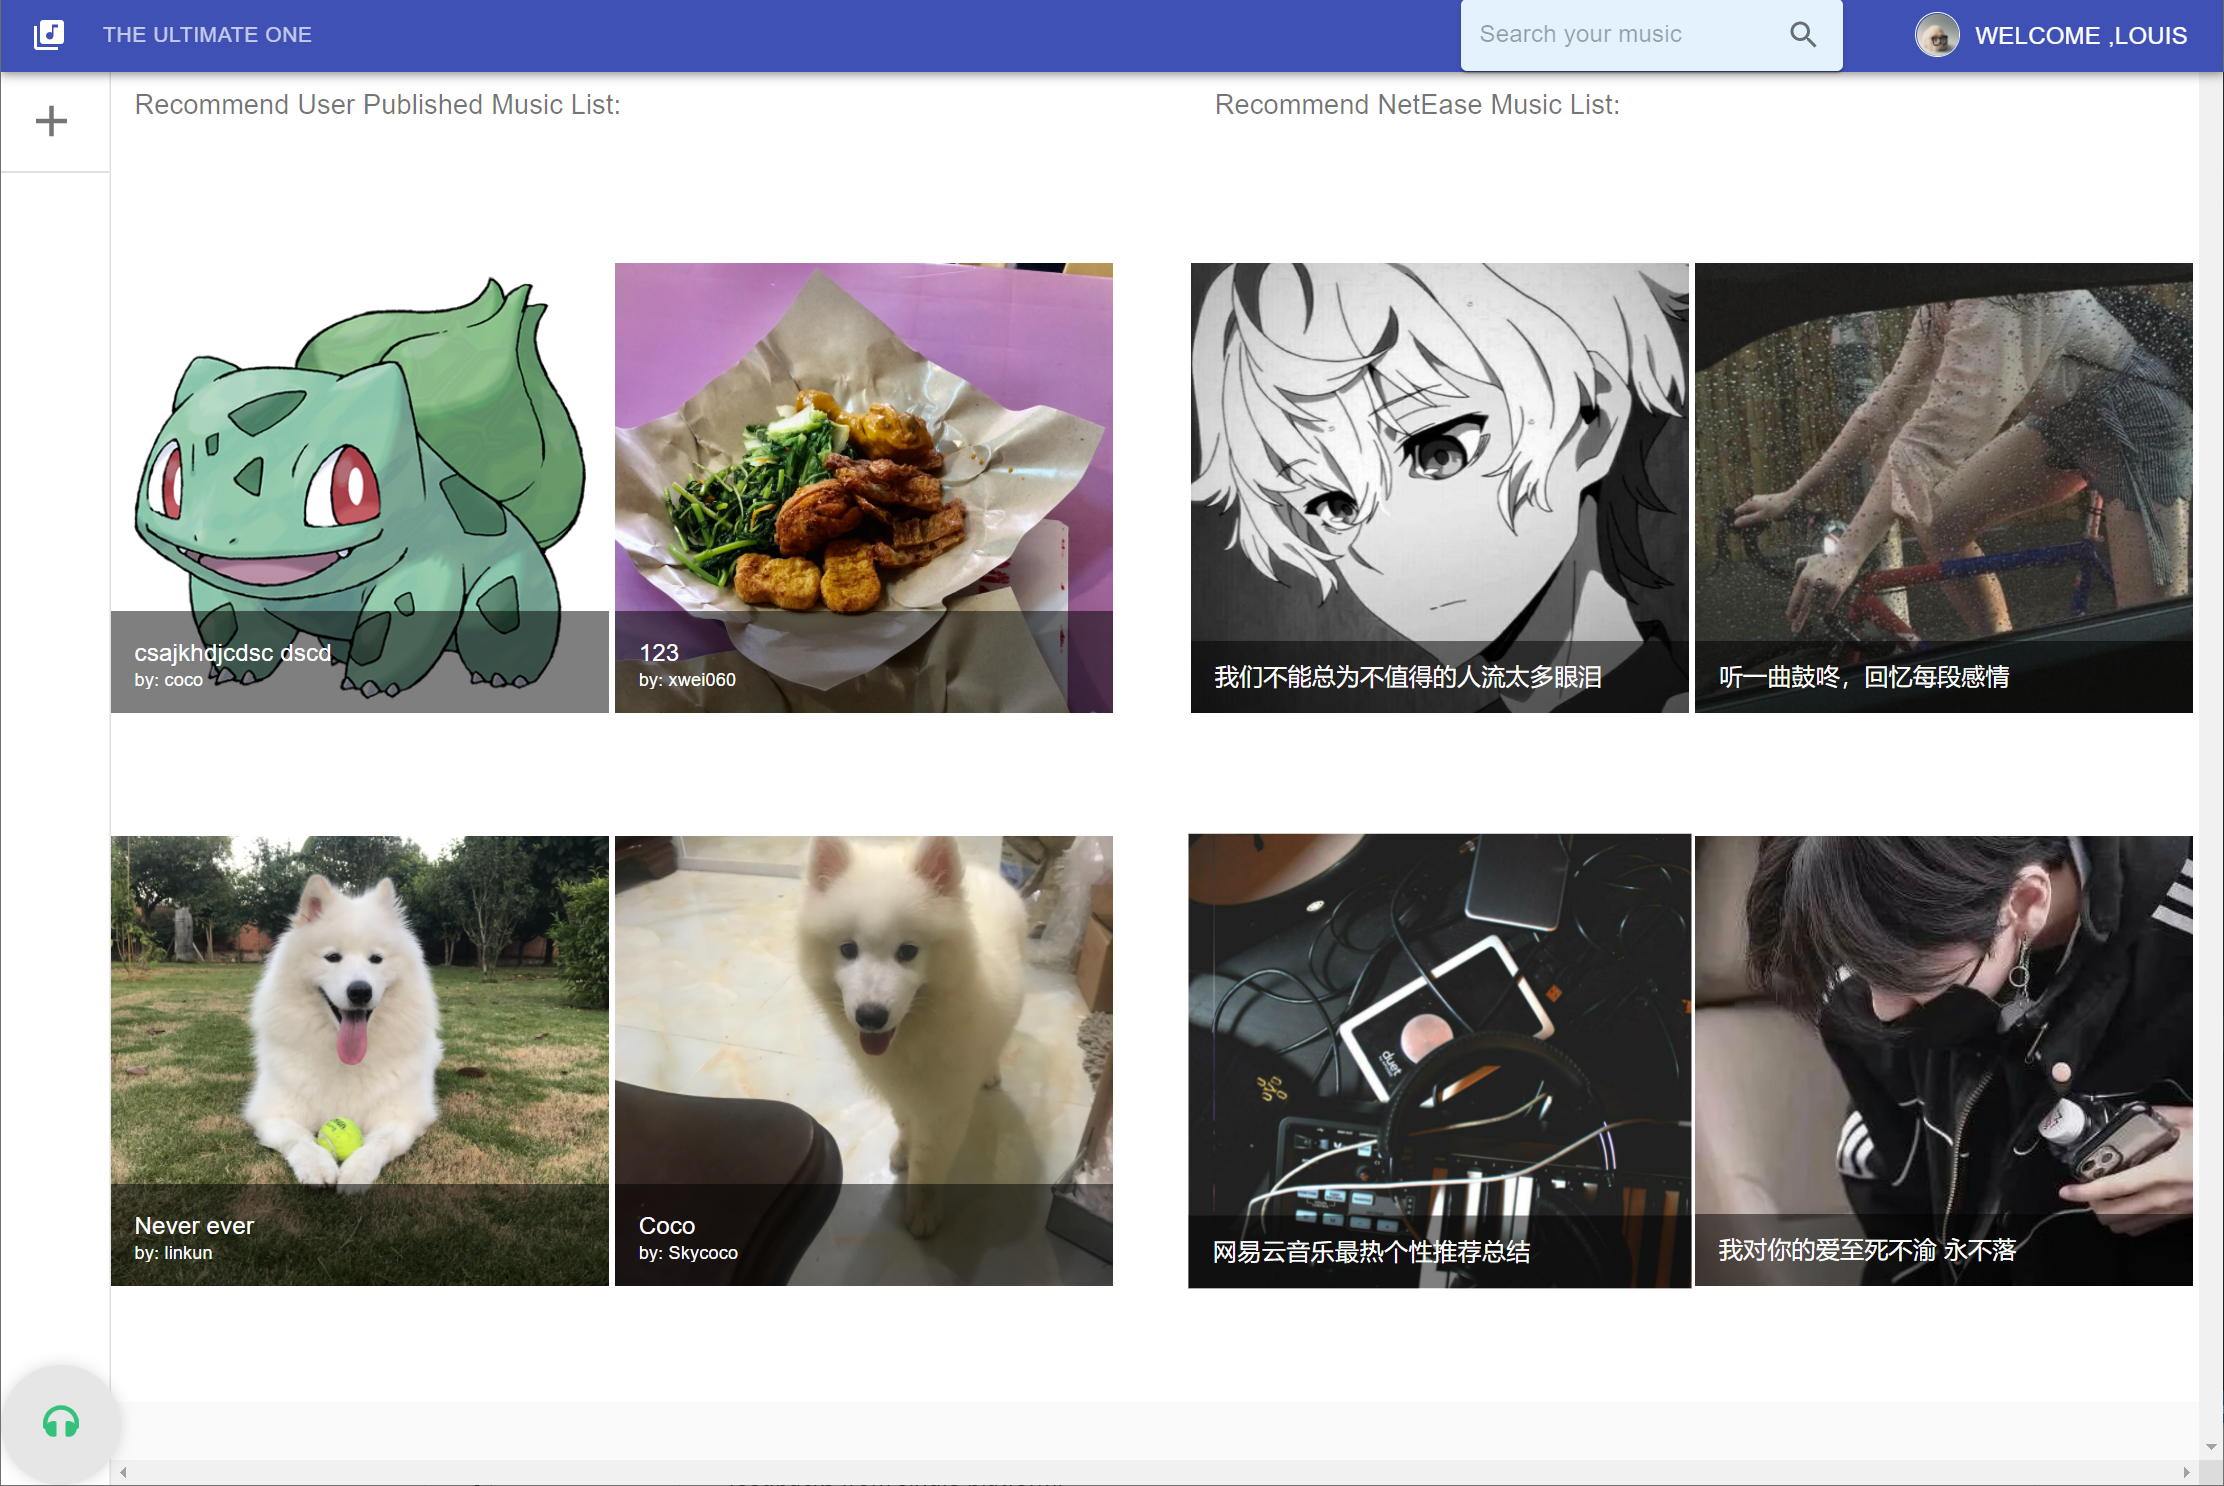 THE ULTIMATE ONE
Search your music
WELCOME ,LOUIS
Recommend User Published Music List:
Recommend NetEase Music List:
csajkhdjcdsc dscd
by: coco
123
by: xwei060
我们不能总为不值得的人流太多眼泪
听一曲鼓咚，回忆每段感情
Never ever
by: linkun
Coco
by: Skycoco
duet
网易云音乐最热个性推荐总结
我对你的爱至死不渝 永不落